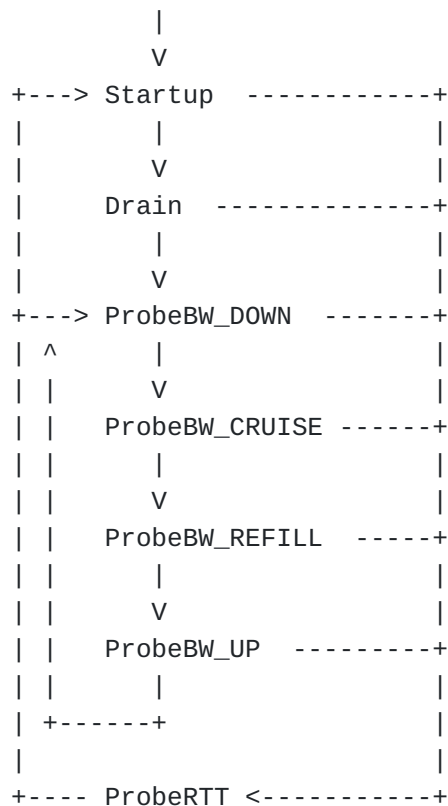 |
             V
+---> Startup  ------------+
|        |                 |
|        V                 |
|     Drain  --------------+
|        |                 |
|        V                 |
+---> ProbeBW_DOWN  -------+
| ^      |                 |
| |      V                 |
| |   ProbeBW_CRUISE ------+
| |      |                 |
| |      V                 |
| |   ProbeBW_REFILL  -----+
| |      |                 |
| |      V                 |
| |   ProbeBW_UP  ---------+
| |      |                 |
| +------+                 |
|                          |
+---- ProbeRTT <-----------+